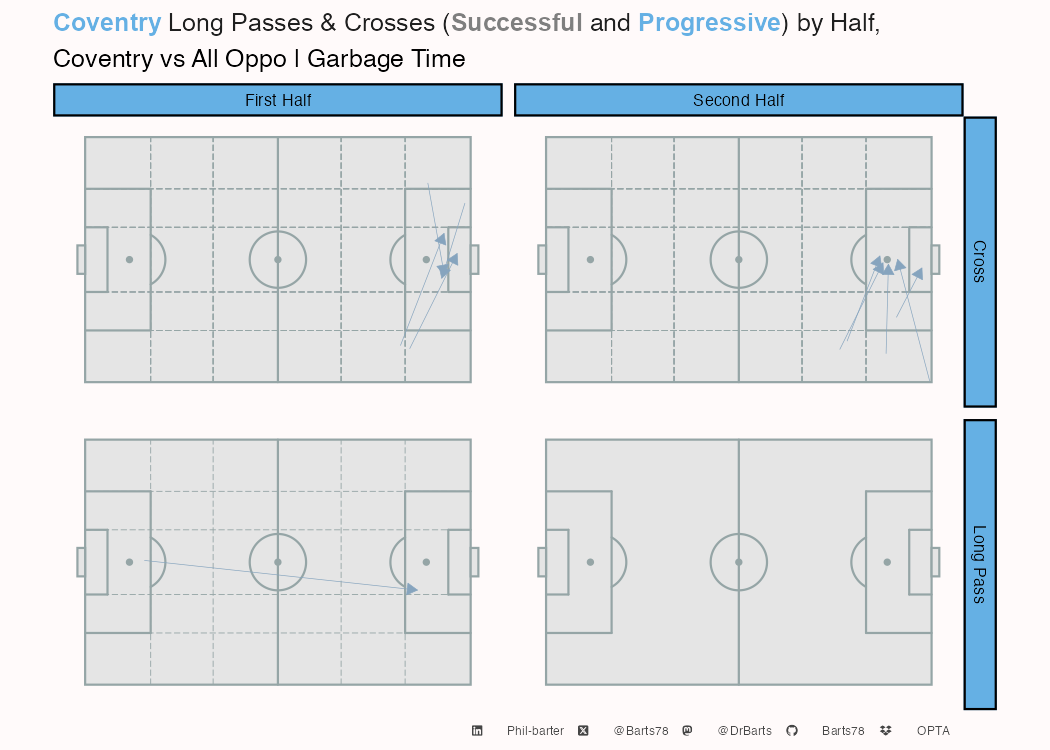 Coventry Long Passes & Crosses (Successful and Progressive) by Half,
Coventry vs All Oppo | Garbage Time
First Half
Second Half
Cross
Long Pass
Phil-barter @Barts78 @DrBarts Barts78 OPTA